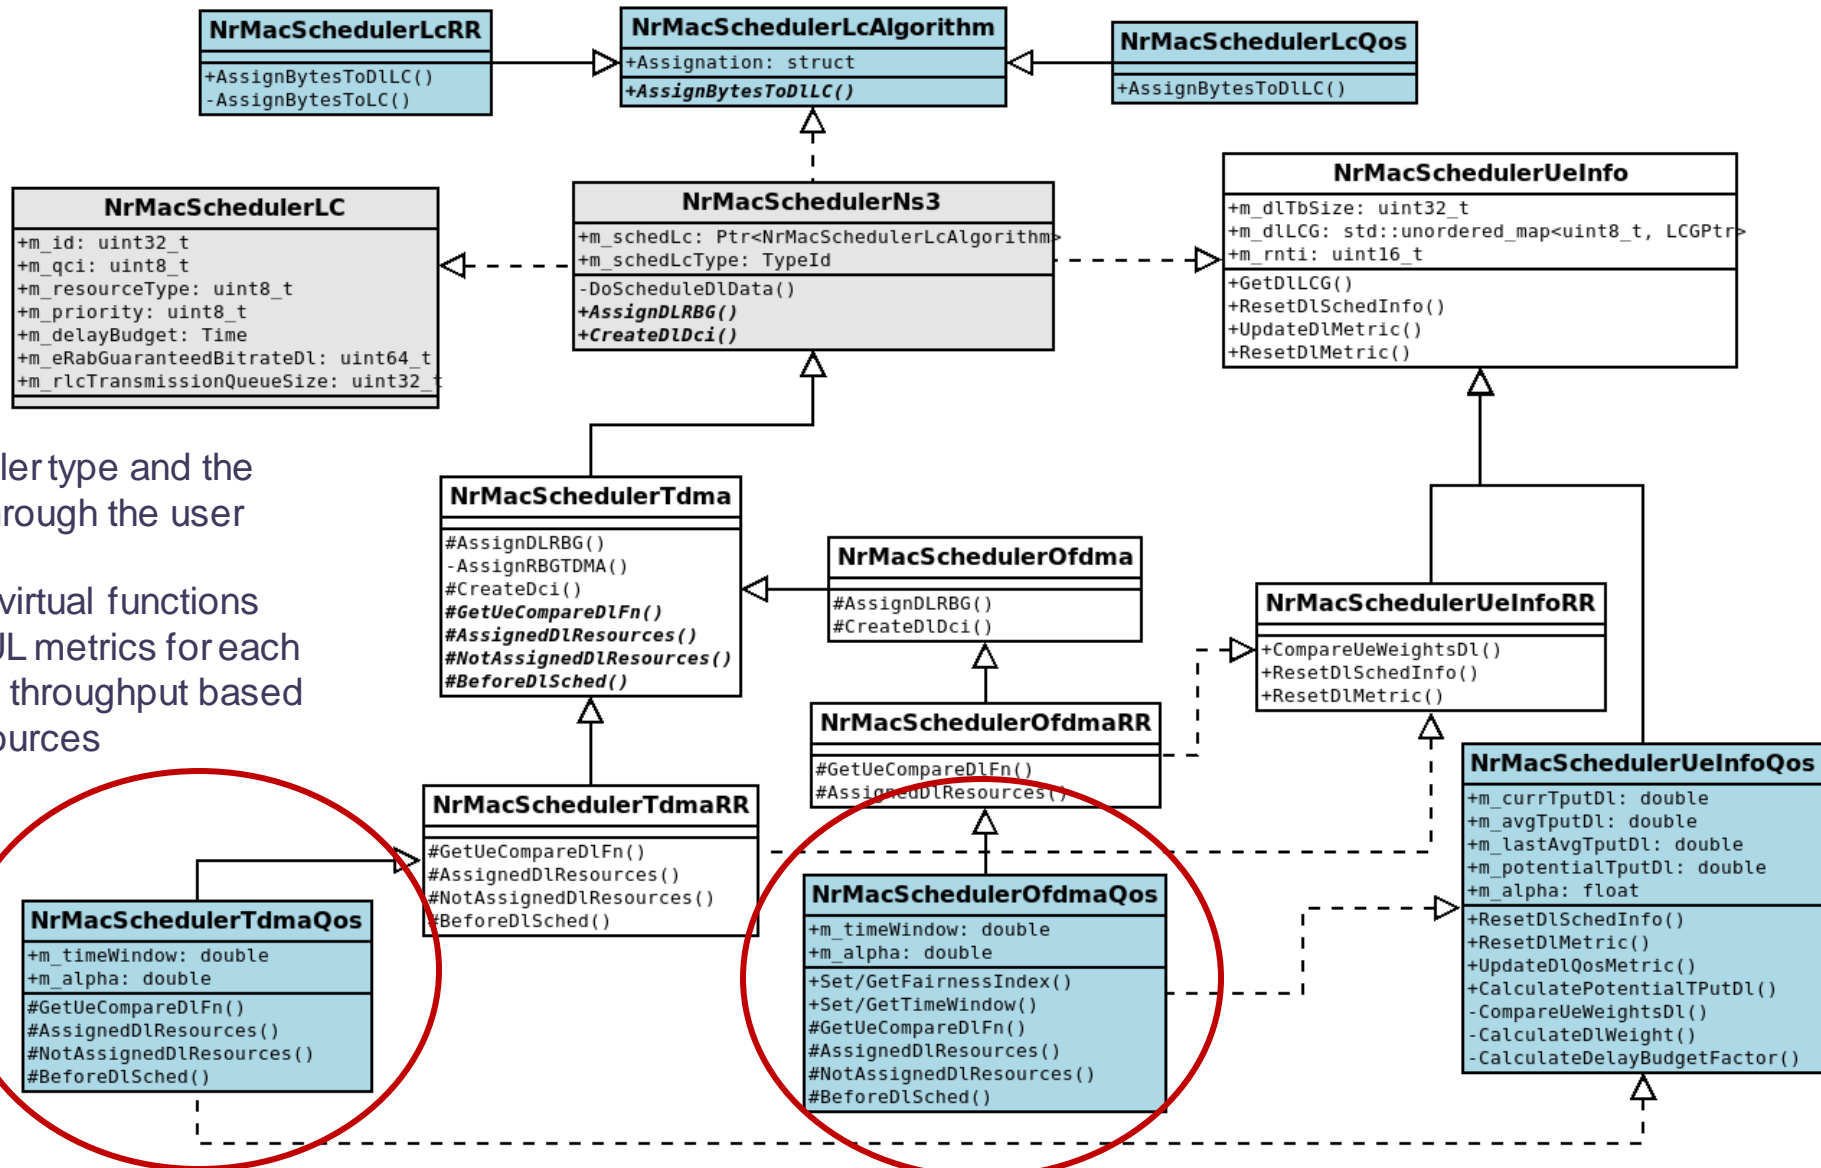 NrMacSchedulerLcRR
+AssignBytesToDlLC()
-AssignBytesToLC()
NrMacSchedulerLcAlgorithm
+Assignation: struct
+AssignBytesToDlLC()
NrMacSchedulerLcQos
+AssignBytesToDlLC()
NrMacSchedulerLC
+m_id: uint32_t
+m_qci: uint8_t
+m_resourceType: uint8_t
+m_priority: uint8_t
+m_delayBudget: Time
+m_eRabGuaranteedBitrateDl: uint64_t
+m_rlcTransmissionQueueSize: uint32_t
NrMacSchedulerNs3
+m_schedLc: Ptr<NrMacSchedulerLcAlgorithm>
+m_schedLcType: TypeId
-DoScheduleDlData()
+AssignDLRBG()
+CreateDlDci()
NrMacSchedulerUeInfo
+m_dlTbSize: uint32_t
+m_dlLCG: std::unordered_map<uint8_t, LCGPtr>
+m_rnti: uint16_t
+GetDlLCG()
+ResetDlSchedInfo()
+UpdateDlMetric()
+ResetDlMetric()
ler type and the
rough the user
virtual functions
UL metrics for each
throughput based
ources
NrMacSchedulerTdma
#AssignDLRBG()
-AssignRBGTDMA()
#CreateDci()
#GetUeCompareDlFn()
#AssignedDlResources()
#NotAssignedDlResources()
#BeforeDlSched()
NrMacSchedulerOfdma
#AssignDLRBG()
#CreateDlDci()
NrMacSchedulerUeInfoRR
+CompareUeWeightsDl()
+ResetDlSchedInfo()
+ResetDlMetric()
NrMacSchedulerOfdmaRR
#GetUeCompareDlFn()
#AssignedDlResources()
NrMacSchedulerTdmaRR
#GetUeCompareDlFn()
#AssignedDlResources()
#NotAssignedDlResources()
#BeforeDlSched()
NrMacSchedulerUeInfoQos
+m_currTputDl: double
+m_avgTputDl: double
+m_lastAvgTputDl: double
+m_potentialTputDl: double
+m_alpha: float
+ResetDlSchedInfo()
+ResetDlMetric()
+UpdateDlQosMetric()
+CalculatePotentialTPutDl()
-CompareUeWeightsDl()
-CalculateDlWeight()
-CalculateDelayBudgetFactor()
NrMacSchedulerTdmaQos
+m_timeWindow: double
+m_alpha: double
#GetUeCompareDlFn()
#AssignedDlResources()
#NotAssignedDlResources()
#BeforeDlSched()
NrMacSchedulerOfdmaQos
+m_timeWindow: double
+m_alpha: double
+Set/GetFairnessIndex()
+Set/GetTimeWindow()
#GetUeCompareDlFn()
#AssignedDlResources()
#NotAssignedDlResources()
#BeforeDlSched()